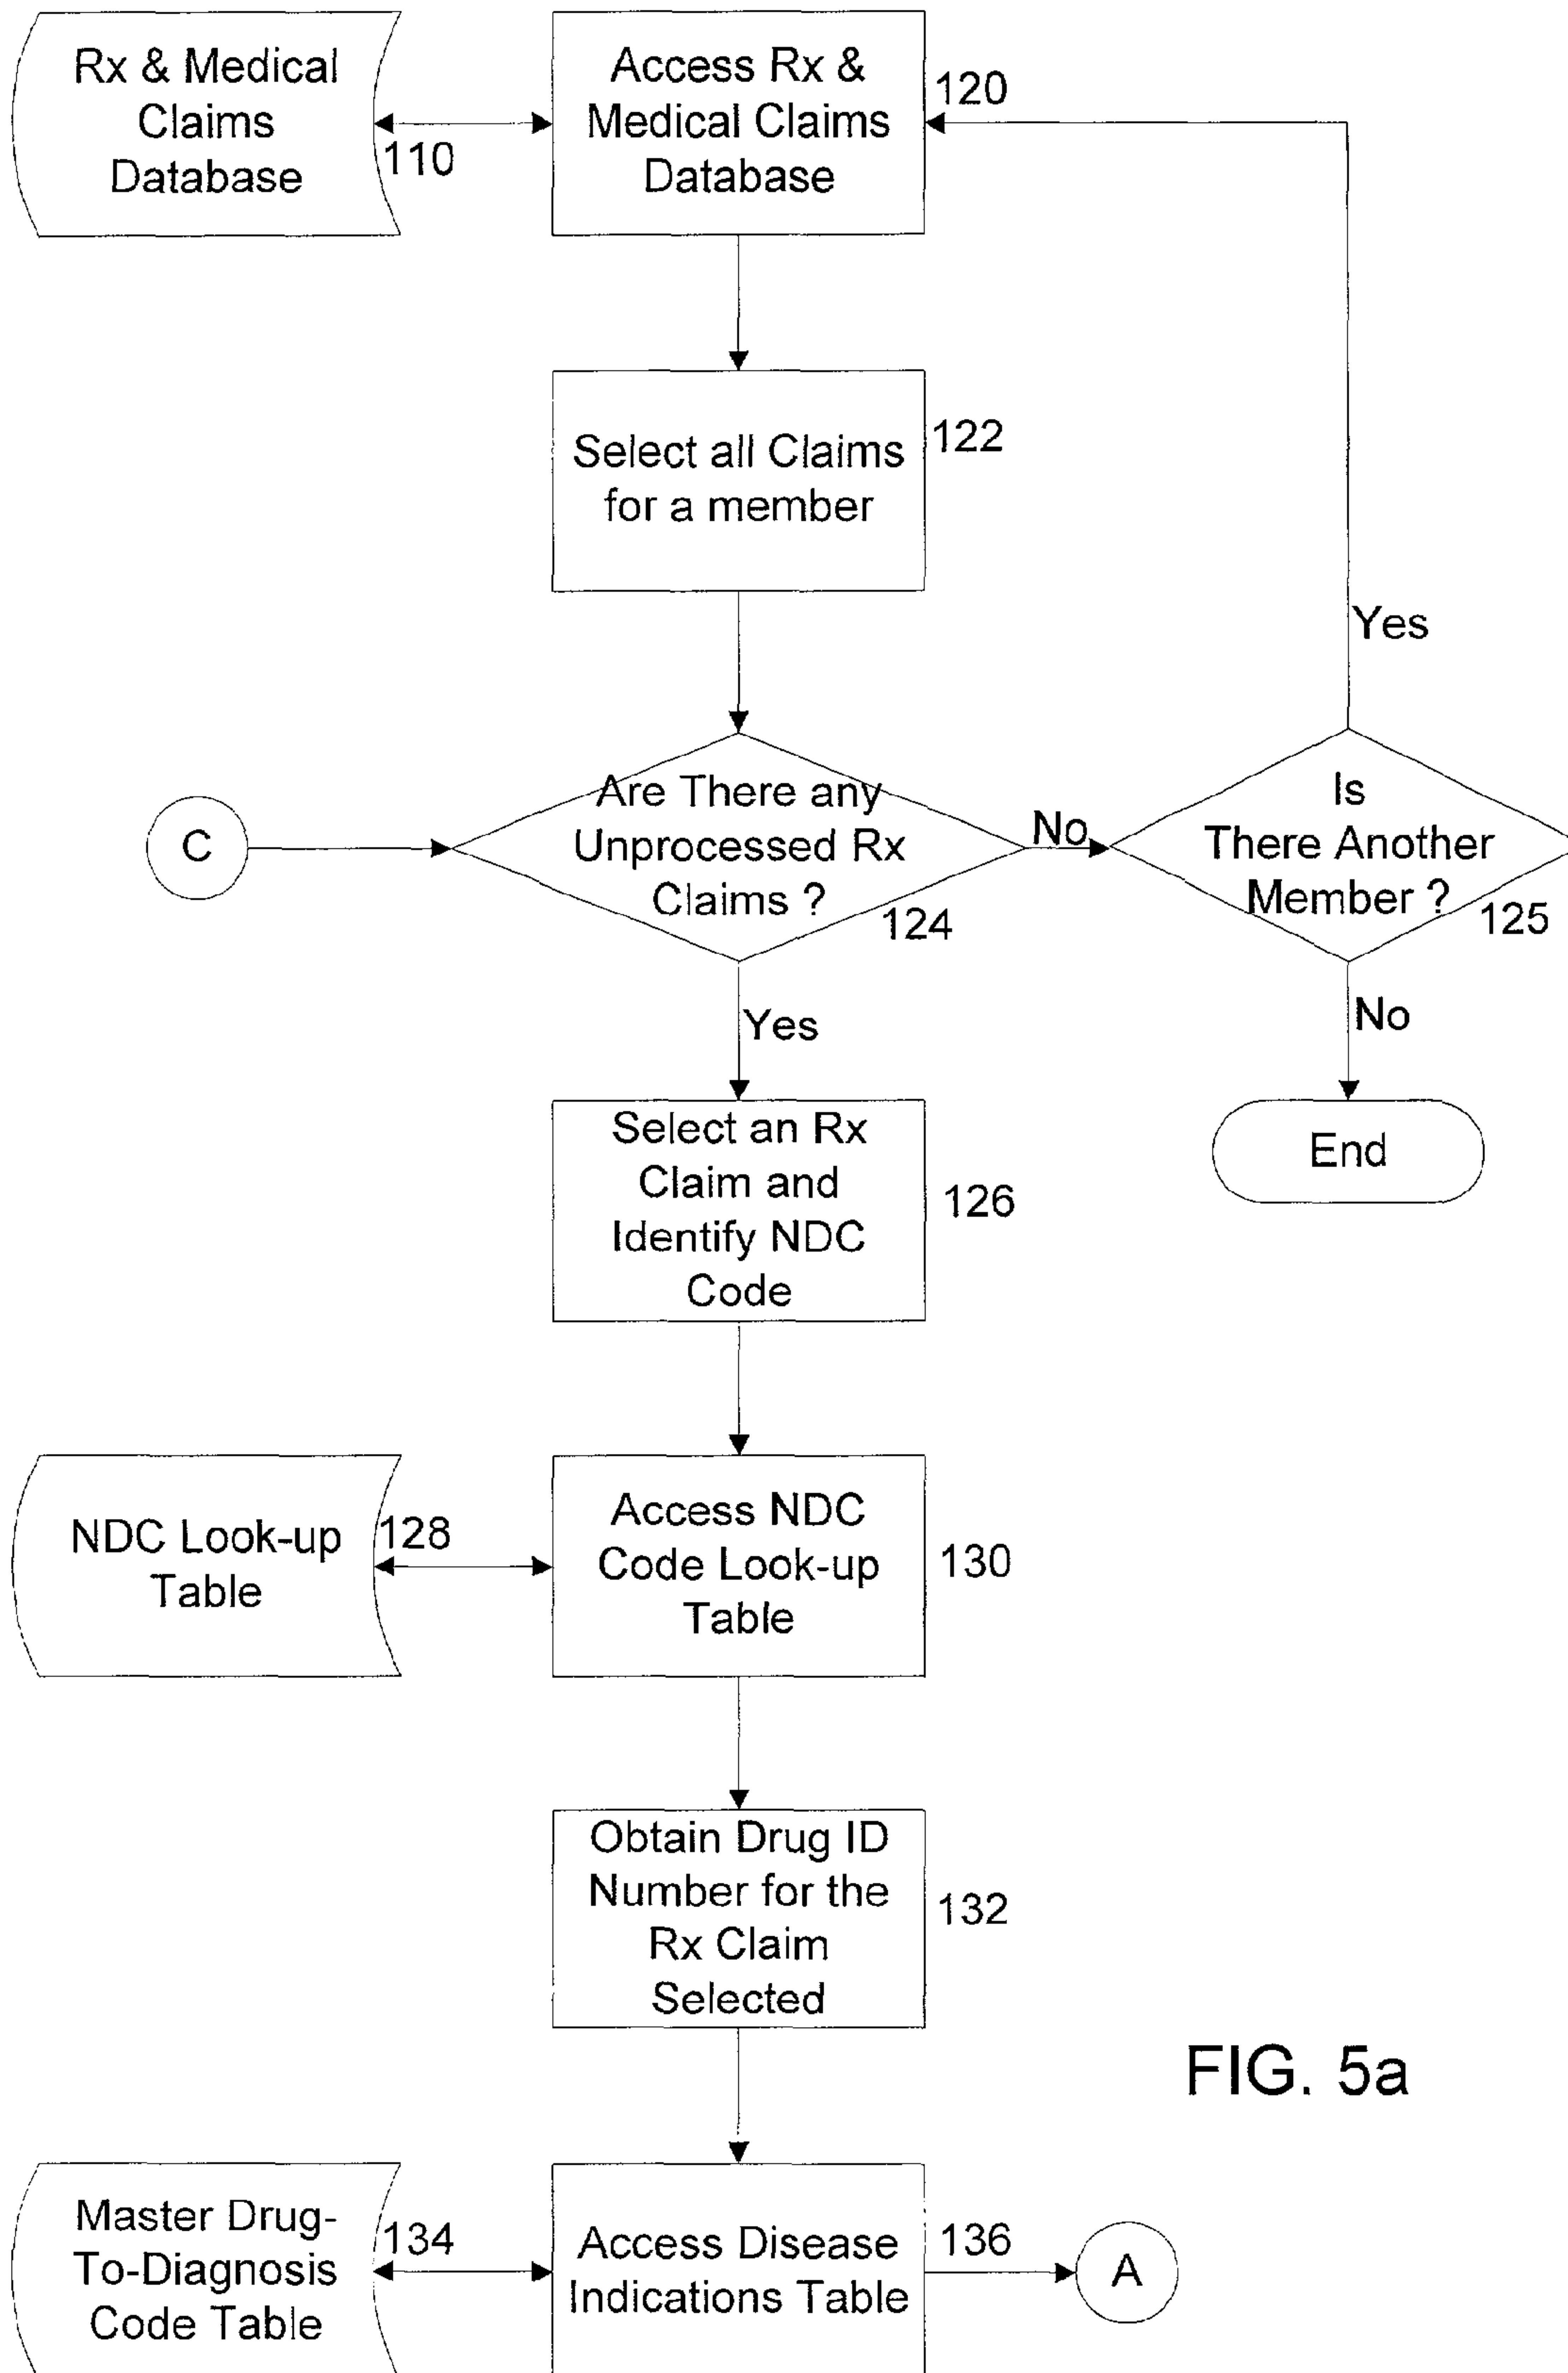 Rx & Medical
Claims
Database
110
Access Rx &
Medical Claims
Database
120
Select all Claims
for a member
122
Yes
C
Are There any
Unprocessed Rx
Claims ?
124
No
Is
There Another
Member ?
125
Yes
No
Select an Rx
Claim and
Identify NDC
Code
126
End
NDC Look-up
Table
128
Access NDC
Code Look-up
Table
130
Obtain Drug ID
Number for the
Rx Claim
Selected
132
FIG. 5a
Master Drug-
To-Diagnosis
Code Table
134
Access Disease
Indications Table
136
A